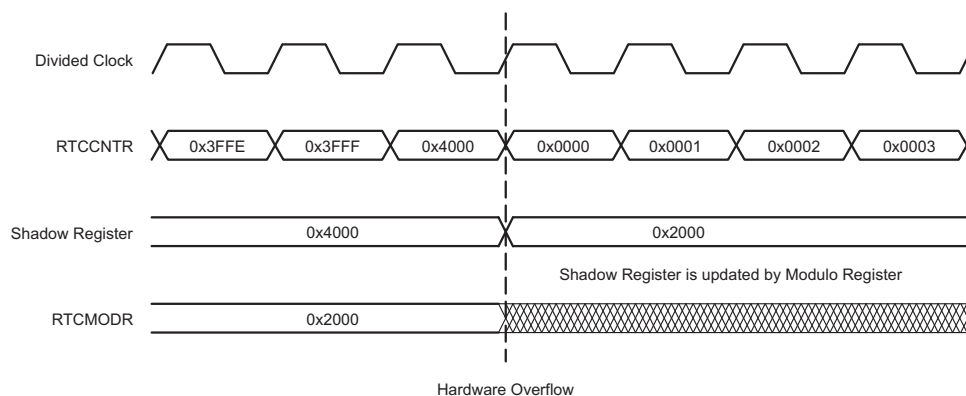 Divided Clock
RTCCNTR 0x3FFE 0x3FFF 0x4000 0x0000 0x0001 0x0002 0x0003
Shadow Register 0x4000 0x2000
Shadow Register is updated by Modulo Register
RTCMODR 0x2000
Hardware Overflow